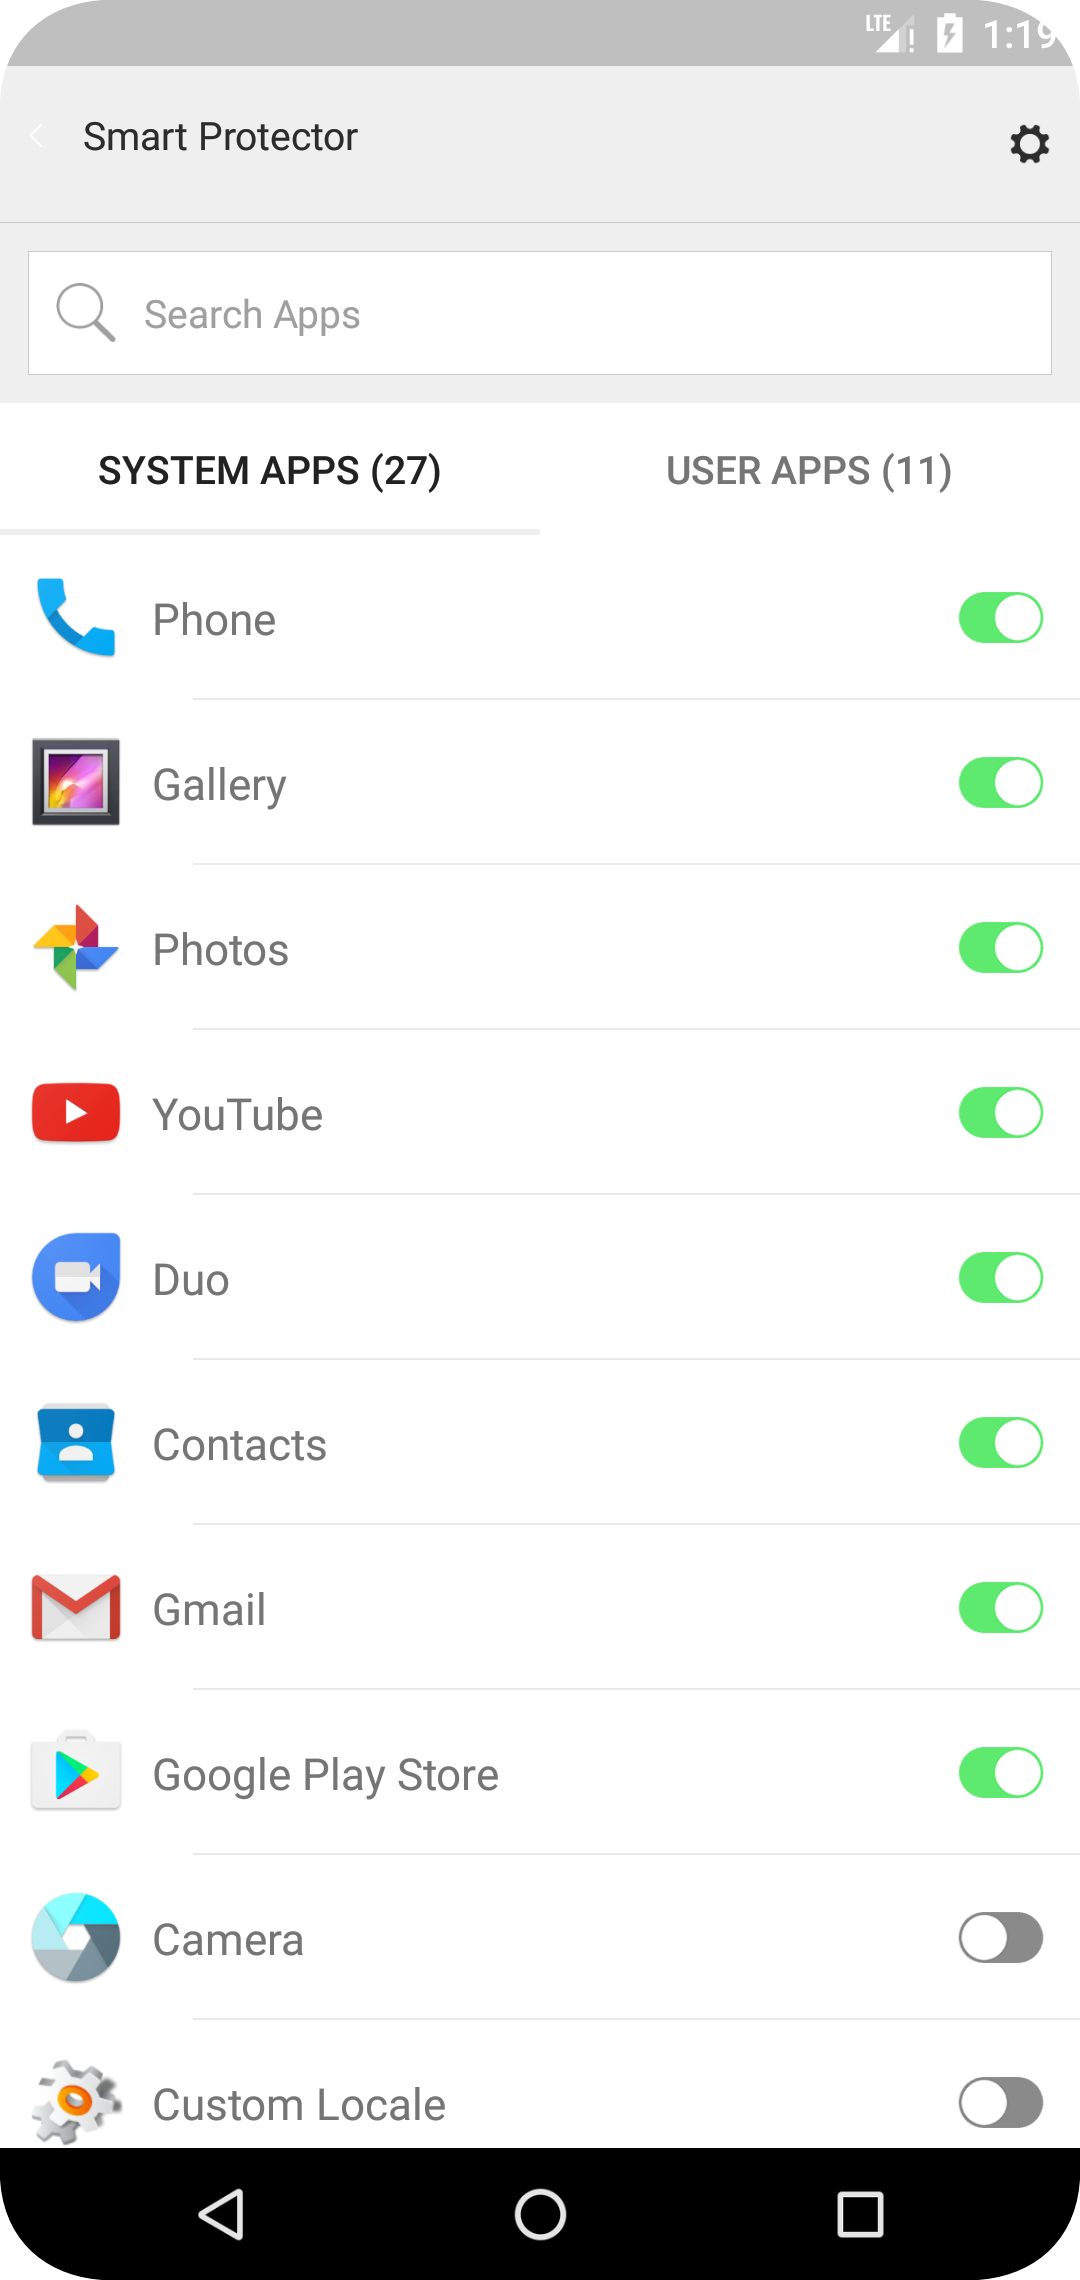 LTE 1:19
Smart Protector
Search Apps
SYSTEM APPS (27) USER APPS (11)
Phone
Gallery
Photos
YouTube
Duo
Contacts
Gmail
Google Play Store
Camera
Custom Locale